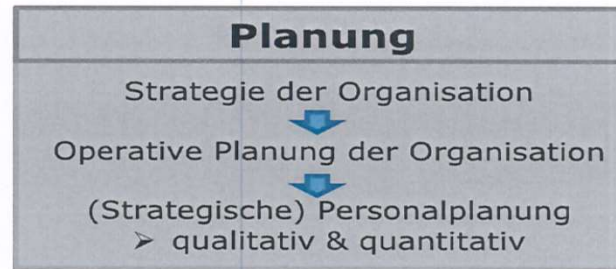 Planung
Strategie der Organisation
Operative Planung der Organisation
(Strategische) Personalplanung
➢ qualitativ & quantitativ